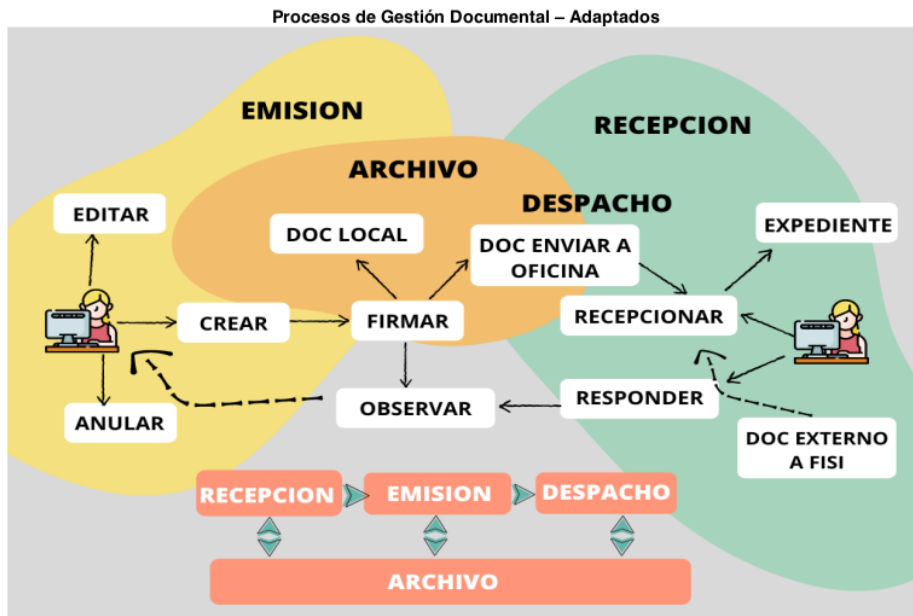 Procesos de Gestión Documental – Adaptados
EMISION
RECEPCION
ARCHIVO
DESPACHO
EDITAR
DOC LOCAL
DOC ENVIAR A
OFICINA
EXPEDIENTE
CREAR
FIRMAR
RECEPCIONAR
ANULAR
OBSERVAR
RESPONDER
DOC EXTERNO
A FISI
RECEPCION
EMISION
DESPACHO
ARCHIVO